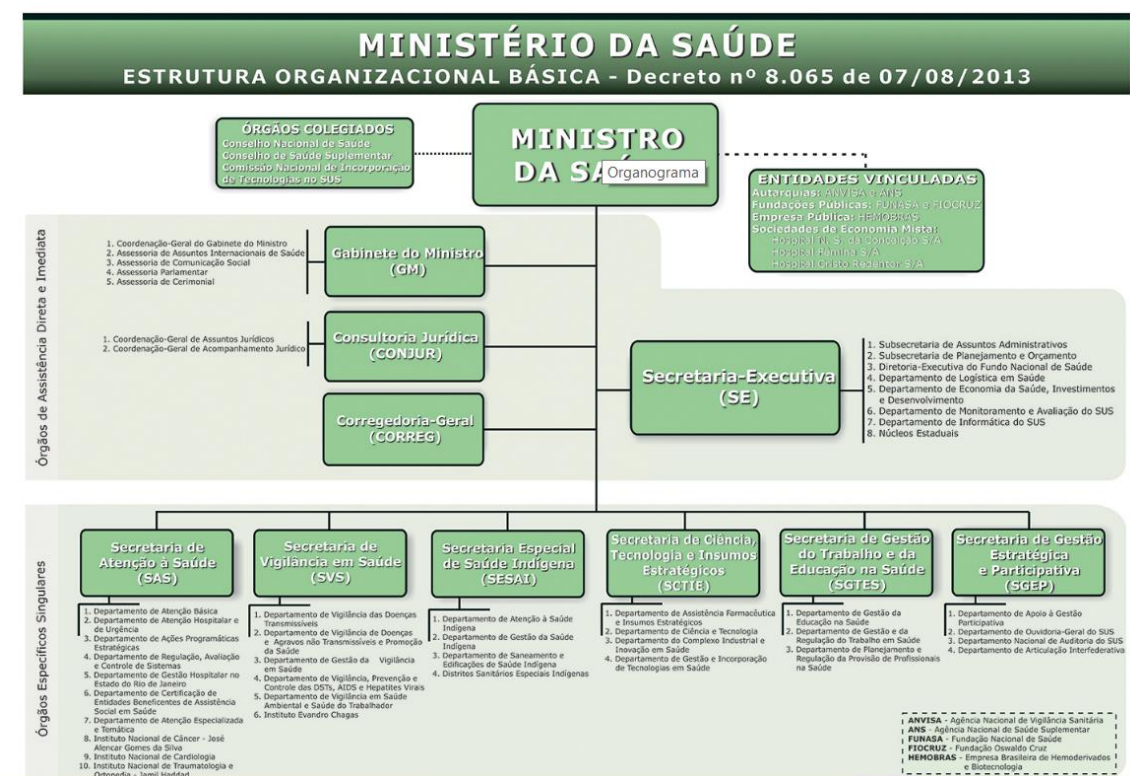 MINISTÉRIO DA SAÚDE
ESTRUTURA ORGANIZACIONAL BÁSICA - Decreto nº 8.065 de 07/08/2013
ÓRGÃOS COLEGIADOS
Conselho Nacional de Saúde
Conselho de Saúde Suplementar
Comissão Nacional de Incorporação
de Tecnologias no SUS
MINISTRO
DA SA
Organograma
ENTIDADES VINCULADAS
Autarquias: ANVISA e ANS
Fundações Públicas: FUNASA e FIOCRUZ
Empresa Pública: HEMOBRÁS
Sociedades de Economia Mista:
Hospital N. S. da Conceição S/A
Hospital Fêmina S/A
Hospital Cristo Redentor S/A
Órgãos de Assistência Direta e Imediata
1. Coordenação-Geral do Gabinete do Ministro
2. Assessoria de Assuntos Internacionais de Saúde
3. Assessoria de Comunicação Social
4. Assessoria Parlamentar
5. Assessoria de Cerimonial
Gabinete do Ministro
(GM)
1. Coordenação-Geral de Assuntos Jurídicos
2. Coordenação-Geral de Acompanhamento Jurídico
Consultoria Jurídica
(CONJUR)
Corregedoria-Geral
(CORREG)
Secretaria-Executiva
(SE)
1. Subsecretaria de Assuntos Administrativos
2. Subsecretaria de Planejamento e Orçamento
3. Diretoria-Executiva do Fundo Nacional de Saúde
4. Departamento de Logística em Saúde
5. Departamento de Economia da Saúde, Investimentos
e Desenvolvimento
6. Departamento de Monitoramento e Avaliação do SUS
7. Departamento de Informática do SUS
8. Núcleos Estaduais
Órgãos Específicos Singulares
Secretaria de
Atenção à Saúde
(SAS)
1. Departamento de Atenção Básica
2. Departamento de Atenção Hospitalar e
de Urgência
3. Departamento de Ações Programáticas
Estratégicas
4. Departamento de Regulação, Avaliação
e Controle de Sistemas
5. Departamento de Gestão Hospitalar no
Estado do Rio de Janeiro
6. Departamento de Certificação de
Entidades Beneficentes de Assistência
Social em Saúde
7. Departamento de Atenção Especializada
e Temática
8. Instituto Nacional de Câncer - José
Alencar Gomes da Silva
9. Instituto Nacional de Cardiologia
10. Instituto Nacional de Traumatologia e
Ortopedia - Jamil Haddad
Secretaria de
Vigilância em Saúde
(SVS)
1. Departamento de Vigilância das Doenças
Transmissíveis
2. Departamento de Vigilância de Doenças
e Agravos não Transmissíveis e Promoção
da Saúde
3. Departamento de Gestão da Vigilância
em Saúde
4. Departamento de Vigilância, Prevenção e
Controle das DSTs, AIDS e Hepatites Virais
5. Departamento de Vigilância em Saúde
Ambiental e Saúde do Trabalhador
6. Instituto Evandro Chagas
Secretaria Especial
de Saúde Indígena
(SESAI)
1. Departamento de Atenção à Saúde
Indígena
2. Departamento de Gestão da Saúde
Indígena
3. Departamento de Saneamento e
Edificações de Saúde Indígena
4. Distritos Sanitários Especiais Indígenas
Secretaria de Ciência,
Tecnologia e Insumos
Estratégicos
(SCTIE)
1. Departamento de Assistência Farmacêutica
e Insumos Estratégicos
2. Departamento de Ciência e Tecnologia
3. Departamento do Complexo Industrial e
Inovação em Saúde
4. Departamento de Gestão e Incorporação
de Tecnologias em Saúde
Secretaria de Gestão
do Trabalho e da
Educação na Saúde
(SGTES)
1. Departamento de Gestão da
Educação na Saúde
2. Departamento de Gestão e da
Regulação do Trabalho em Saúde
3. Departamento de Planejamento e
Regulação da Provisão de Profissionais
na Saúde
Secretaria de Gestão
Estratégica
e Participativa
(SGEP)
1. Departamento de Apoio à Gestão
Participativa
2. Departamento de Ouvidoria-Geral do SUS
3. Departamento Nacional de Auditoria do SUS
4. Departamento de Articulação Interfederativa
ANVISA - Agência Nacional de Vigilância Sanitária
ANS - Agência Nacional de Saúde Suplementar
FUNASA - Fundação Nacional de Saúde
FIOCRUZ - Fundação Oswaldo Cruz
HEMOBRAS - Empresa Brasileira de Hemoderivados
e Biotecnologia